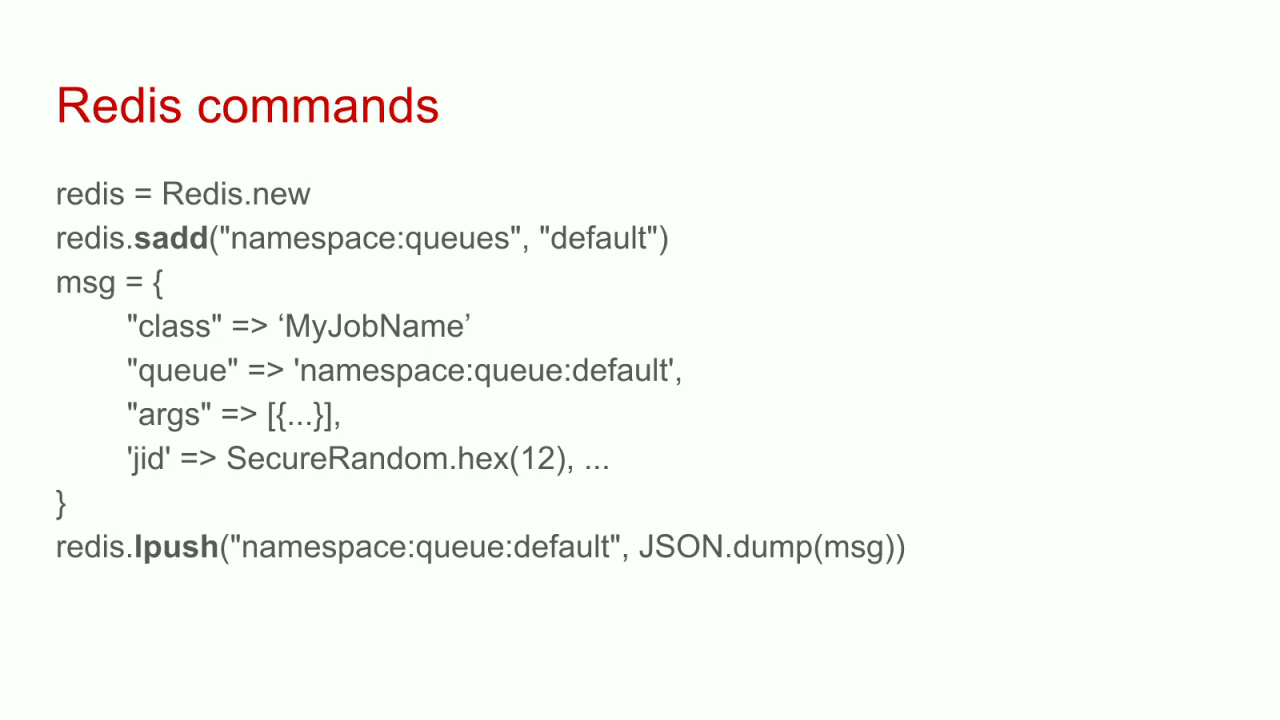 Redis commands
redis = Redis.new
redis.sadd("namespace:queues", "default")
msg = {
"class" => ‘MyJobName’
"queue" => 'namespace:queue:default',
"args" => [{...}],
'jid' => SecureRandom.hex(12), ...
}
redis.lpush("namespace:queue:default", JSON.dump(msg))